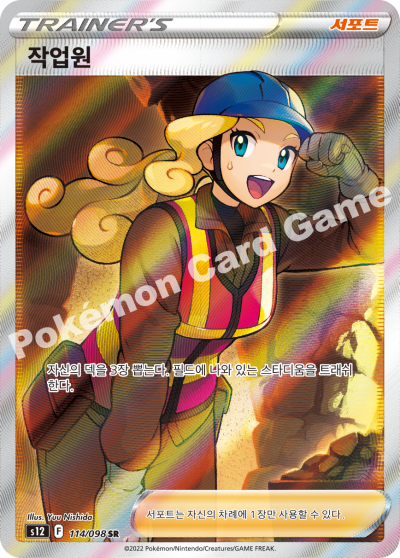 TRAINER'S
서포트
작업원
Pokémon Card Game
자신의 덱을 3장 뽑는다. 필드에 나와 있는 스타디움을 트래쉬
한다.
Illus. Yuu Nishida
s12 F 114/098 SR
서포트는 자신의 차례에 1장만 사용할 수 있다.
©2022 Pokémon/Nintendo/Creatures/GAME FREAK.